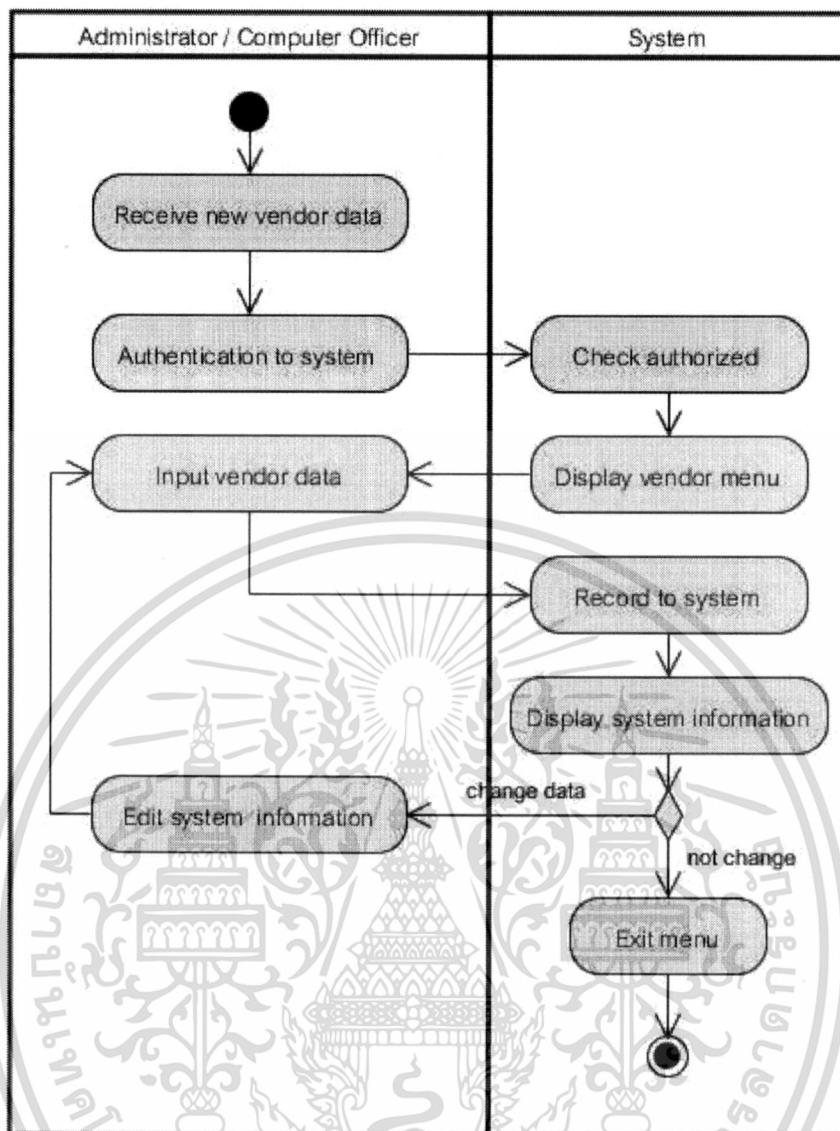 Administrator / Computer Officer
System
Receive new vendor data
Authentication to system
Check authorized
Input vendor data
Display vendor menu
Record to system
Display system information
change data
Edit system information
not change
Exit menu